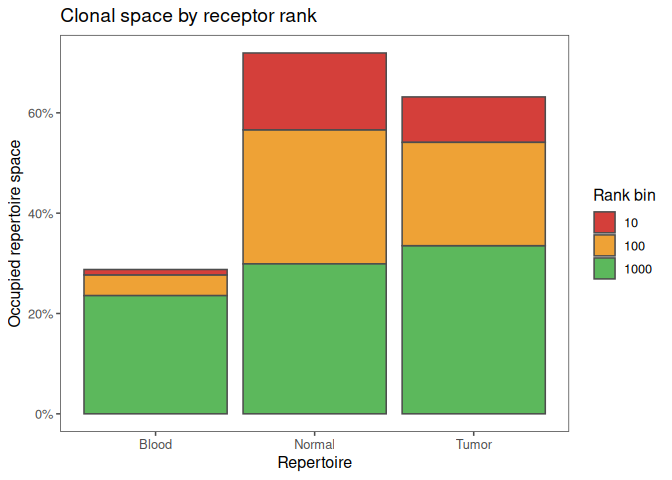 Clonal space by receptor rank
Occupied repertoire space
60%
40%
20%
0%
Blood
Normal
Tumor
Repertoire
Rank bin
10
100
1000